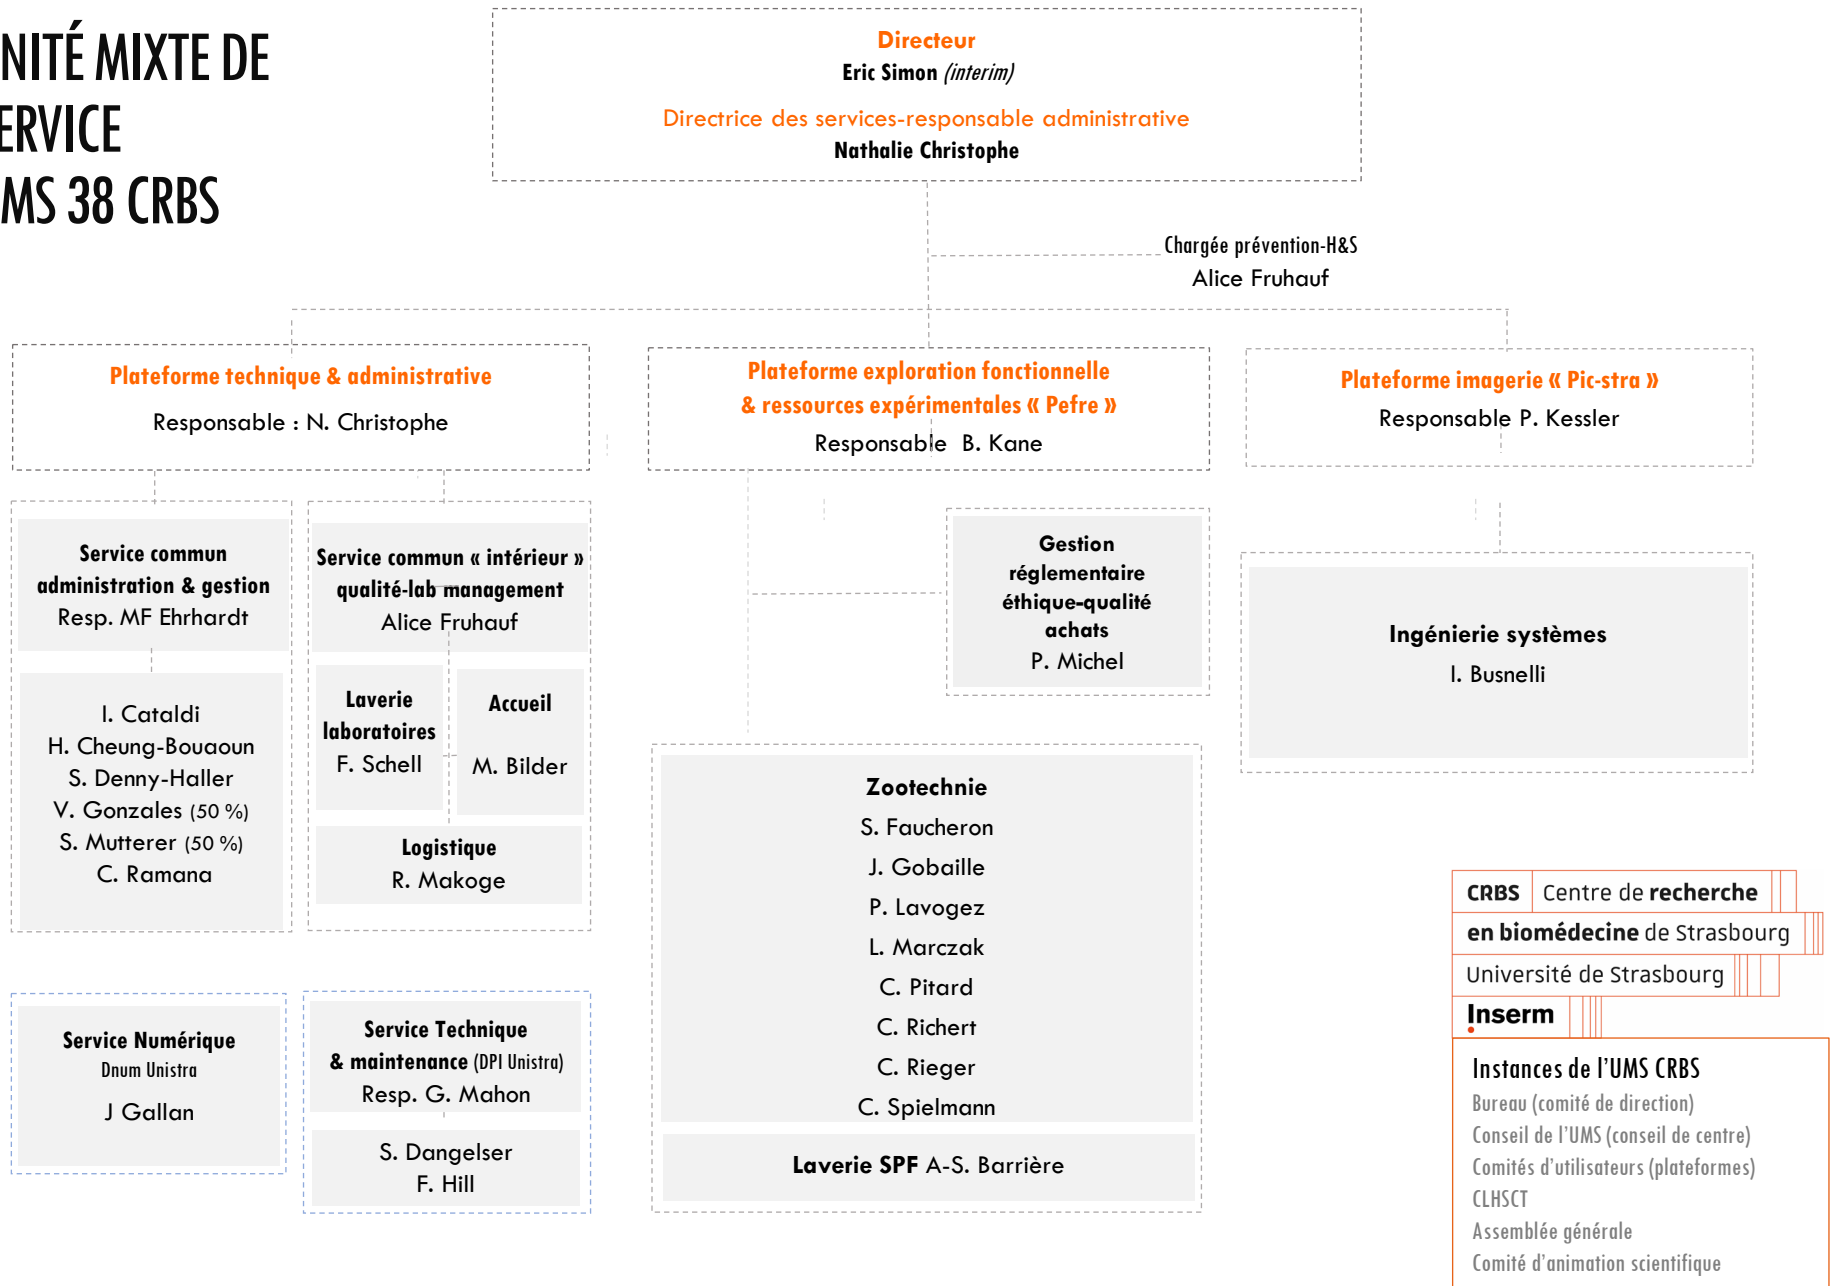 NITÉ MIXTE DE
ERVICE
MS 38 CRBS
Directeur
Eric Simon (interim)
Directrice des services-responsable administrative
Nathalie Christophe
Chargée prévention-H&S
Alice Fruhauf
Plateforme technique & administrative
Responsable : N. Christophe
Plateforme exploration fonctionnelle
& ressources expérimentales « Pefre »
Responsable B. Kane
Plateforme imagerie « Pic-stra »
Responsable P. Kessler
Service commun
administration & gestion
Resp. MF Ehrhardt
I. Cataldi
H. Cheung-Bouaoun
S. Denny-Haller
V. Gonzales (50 %)
S. Mutterer (50 %)
C. Ramana
Service commun « intérieur »
qualité-lab management
Alice Fruhauf
Laverie
laboratoires
F. Schell
Accueil
M. Bilder
Logistique
R. Makoge
Gestion
réglementaire
éthique-qualité
achats
P. Michel
Ingénierie systèmes
I. Busnelli
Zootechnie
S. Faucheron
J. Gobaille
P. Lavogez
L. Marczak
C. Pitard
C. Richert
C. Rieger
C. Spielmann
Laverie SPF A-S. Barrière
Service Numérique
Dnum Unistra
J Gallan
Service Technique
& maintenance (DPI Unistra)
Resp. G. Mahon
S. Dangelser
F. Hill
CRBS Centre de recherche
en biomédecine de Strasbourg
Université de Strasbourg
Inserm
Instances de l'UMS CRBS
Bureau (comité de direction)
Conseil de l'UMS (conseil de centre)
Comités d'utilisateurs (plateformes)
CLHSCT
Assemblée générale
Comité d'animation scientifique